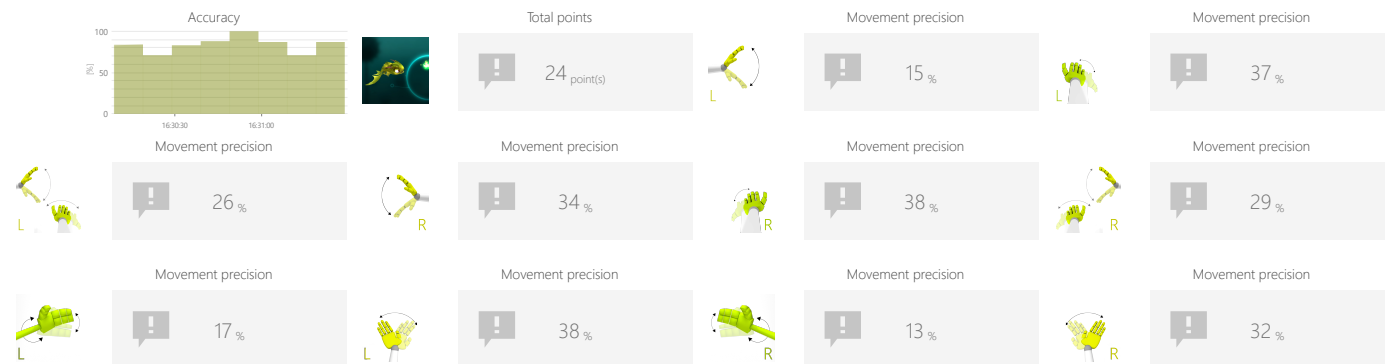 Accuracy
Total points
Movement precision
Movement precision
100
[%]
50
0
16:30:30
16:31:00
24 point(s)
L
15 %
L
37 %
Movement precision
Movement precision
Movement precision
Movement precision
L
26 %
R
34 %
R
38 %
R
29 %
Movement precision
Movement precision
Movement precision
Movement precision
L
17 %
L
38 %
R
13 %
R
32 %